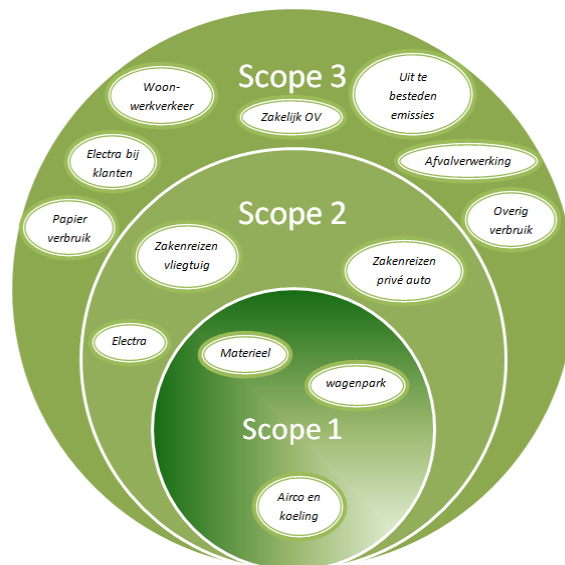 Scope 3
Woon-
werkverkeer
Zakelijk OV
Uit te
besteden
emissies
Electra bij
klanten
Afvalverwerking
Papier
verbruik
Overig
verbruik
Scope 2
Zakenreizen
vliegtuig
Zakenreizen
privé auto
Electra
Materieel
wagenpark
Scope 1
Airco en
koeling